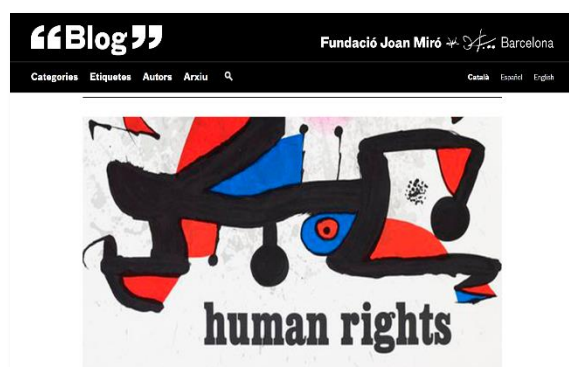 “Blog”
Fundació Joan Miró Barcelona
Categories Etiquetes Autors Arxiu
Català Español English
human rights